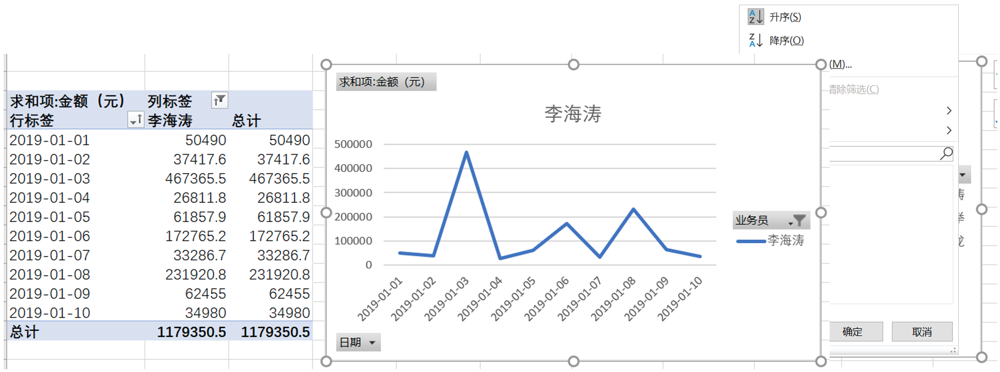 求和项:金额（元） 列标签
行标签 李海涛 总计
2019-01-01 50490 50490
2019-01-02 37417.6 37417.6
2019-01-03 467365.5 467365.5
2019-01-04 26811.8 26811.8
2019-01-05 61857.9 61857.9
2019-01-06 172765.2 172765.2
2019-01-07 33286.7 33286.7
2019-01-08 231920.8 231920.8
2019-01-09 62455 62455
2019-01-10 34980 34980
总计 1179350.5 1179350.5
求和项:金额（元）
李海涛
500000
400000
300000
200000
100000
0
2019-01-01
2019-01-02
2019-01-03
2019-01-04
2019-01-05
2019-01-06
2019-01-07
2019-01-08
2019-01-09
2019-01-10
业务员
李海涛
日期
升序(S)
降序(O)
(M)...
清除筛选(C)
确定 取消